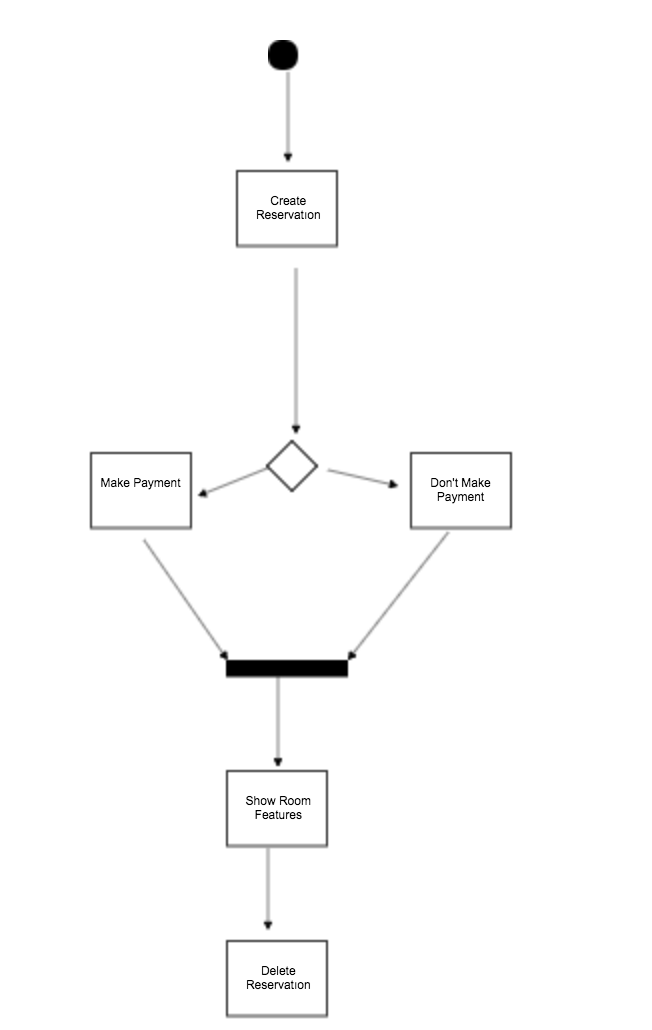 Create
Reservation
Make Payment
Don't Make
Payment
Show Room
Features
Delete
Reservation